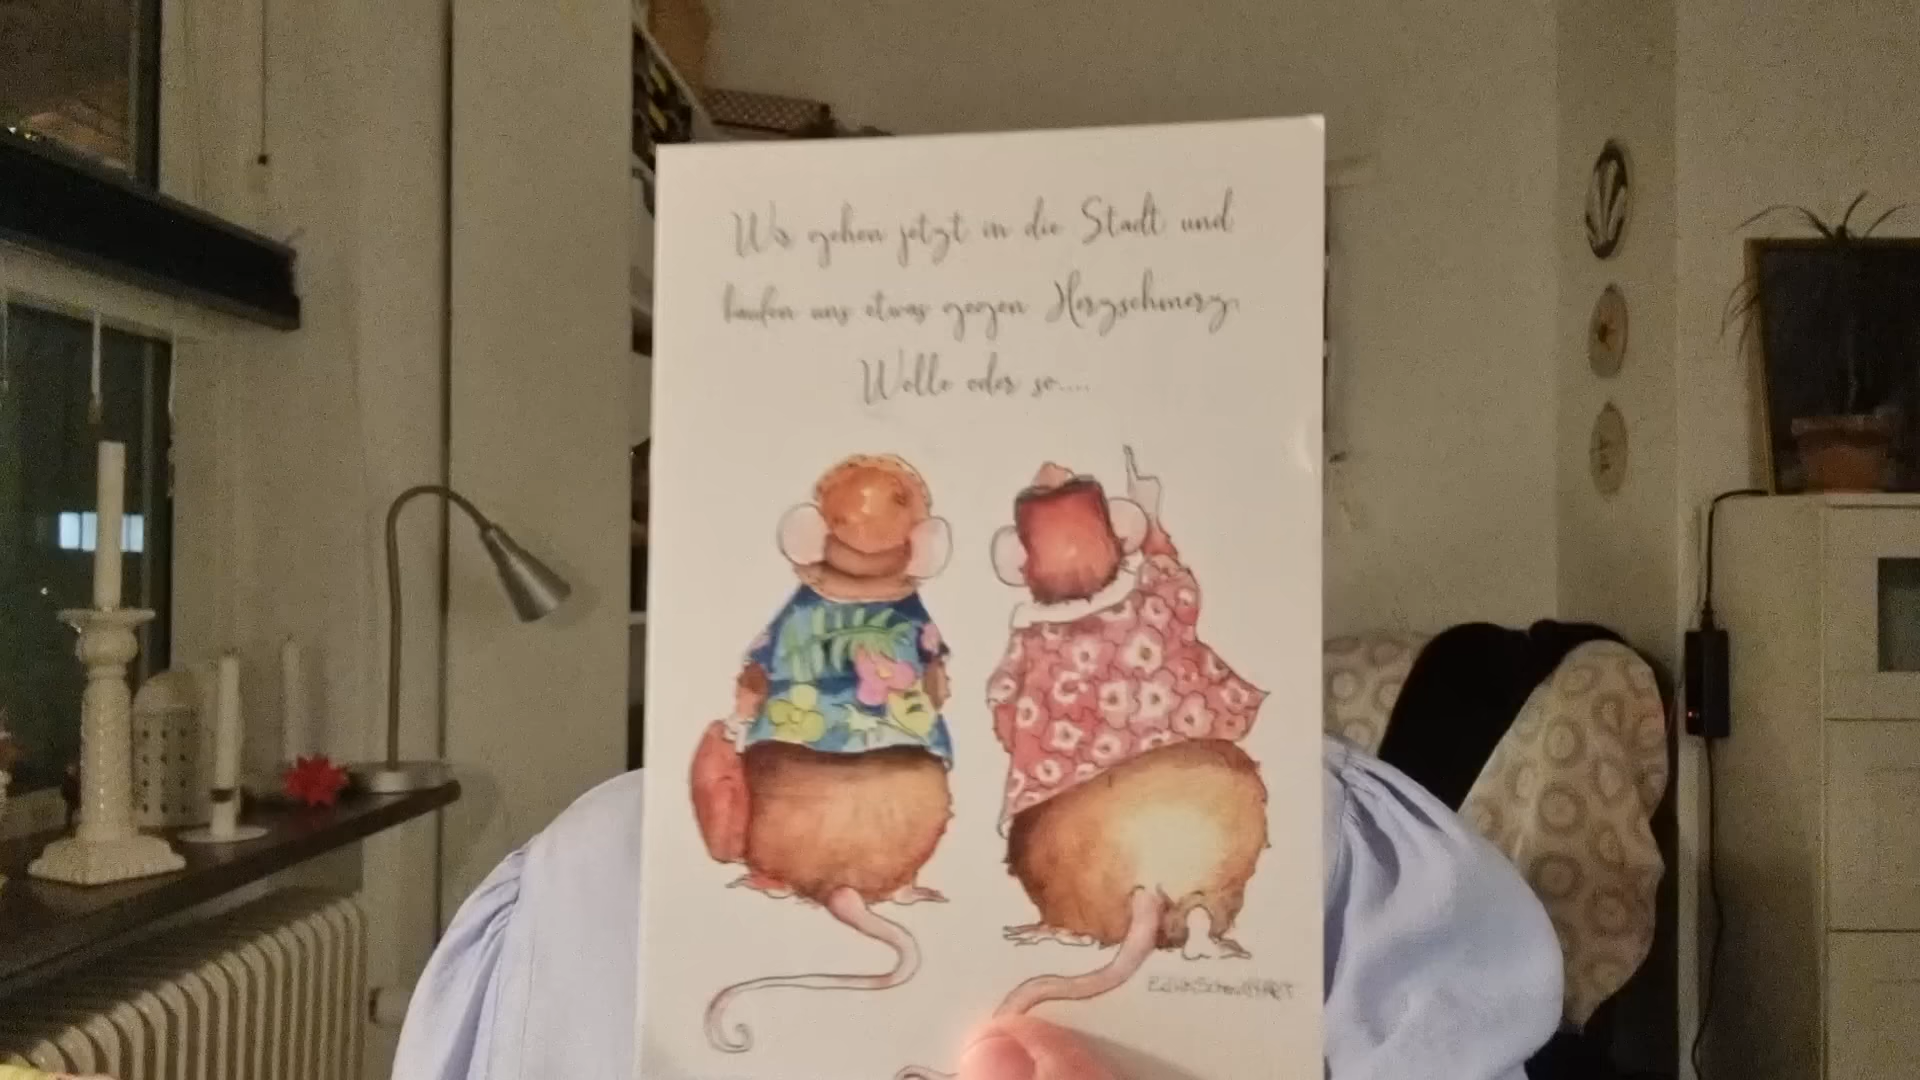 Wir gehen jetzt in die Stadt und
kaufen uns etwas gegen Herzschmerz.
Wolle oder so....